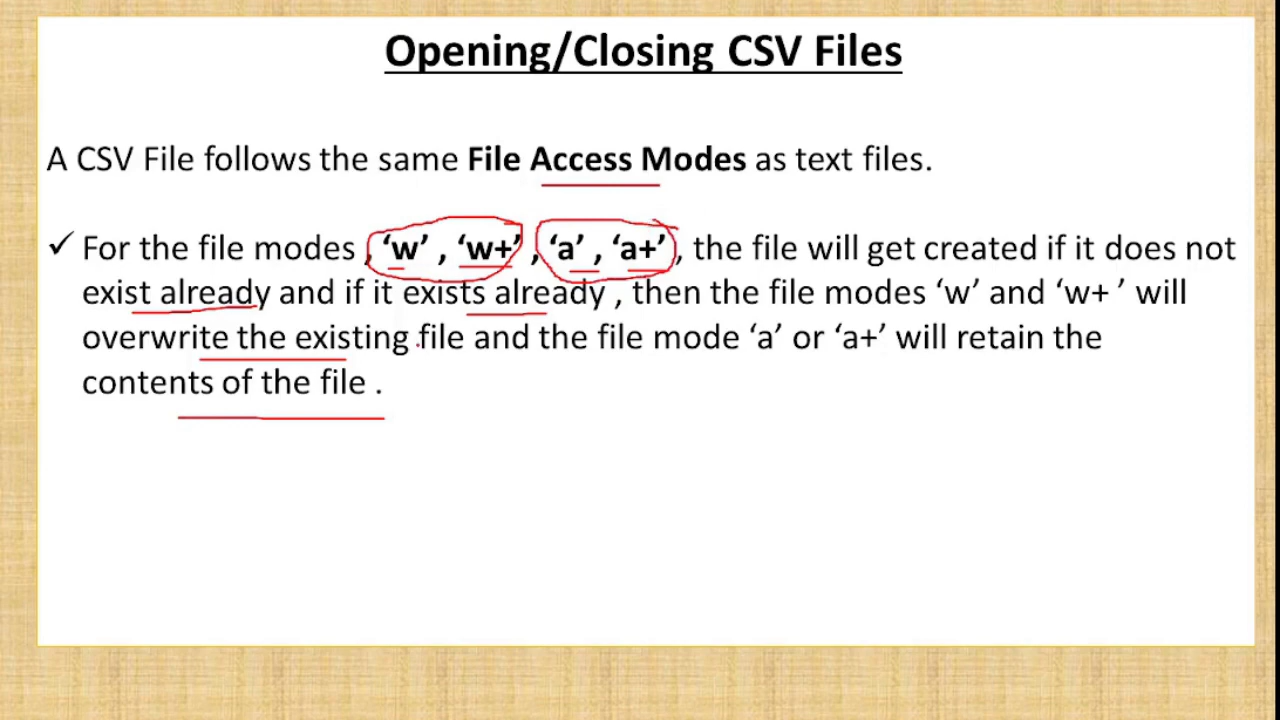 Opening/Closing CSV Files
A CSV File follows the same File Access Modes as text files.
✓ For the file modes , ‘w’ , ‘w+’ , ‘a’ , ‘a+’ , the file will get created if it does not
exist already and if it exists already , then the file modes ‘w’ and ‘w+ ’ will
overwrite the existing file and the file mode ‘a’ or ‘a+’ will retain the
contents of the file .